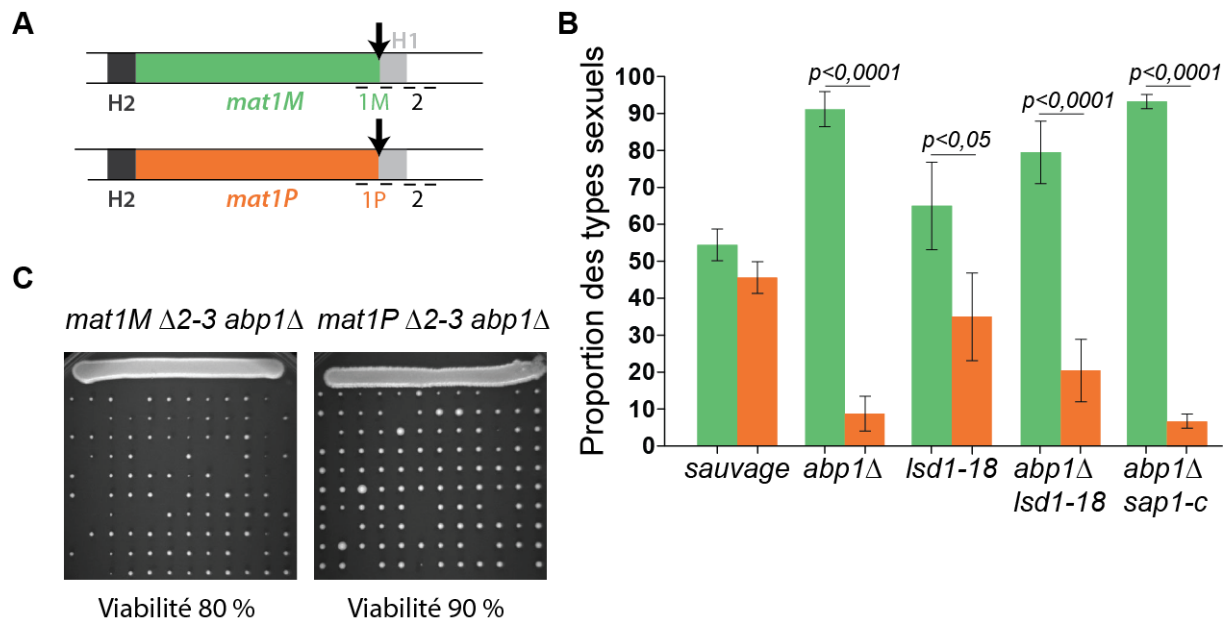 A
H1
H2 mat1M 1M 2
H2 mat1P 1P 2
B
Proportion des types sexuels
100
90
80
70
60
50
40
30
20
10
0
p<0,0001
p<0,05
p<0,0001
p<0,0001
sauvage
abp1Δ
lsd1-18
abp1Δ
lsd1-18
abp1Δ
sap1-c
C
mat1M Δ2-3 abp1Δ
mat1P Δ2-3 abp1Δ
Viabilité 80 %
Viabilité 90 %